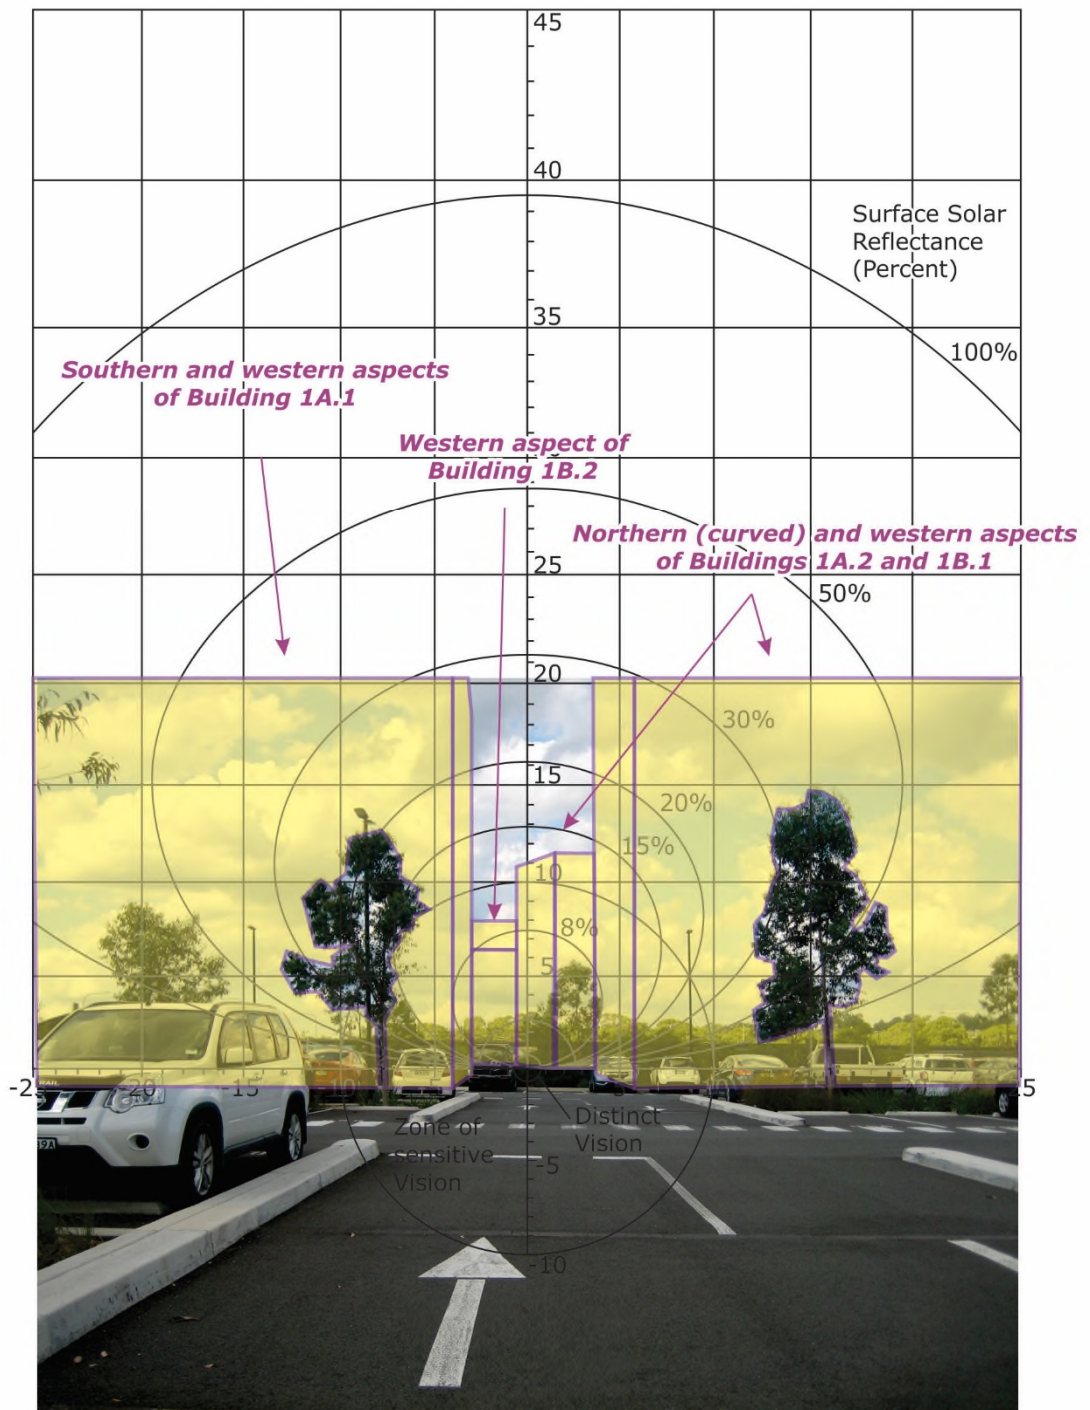 45
40
Surface Solar
Reflectance
(Percent)
35
100%
Southern and western aspects
of Building 1A.1
Western aspect of
Building 1B.2
Northern (curved) and western aspects
of Buildings 1A.2 and 1B.1
25
50%
20
30%
15
20%
15%
10
8%
5
-20
-15
Zone of
sensitive
Vision
Distinct
Vision
-5
-10